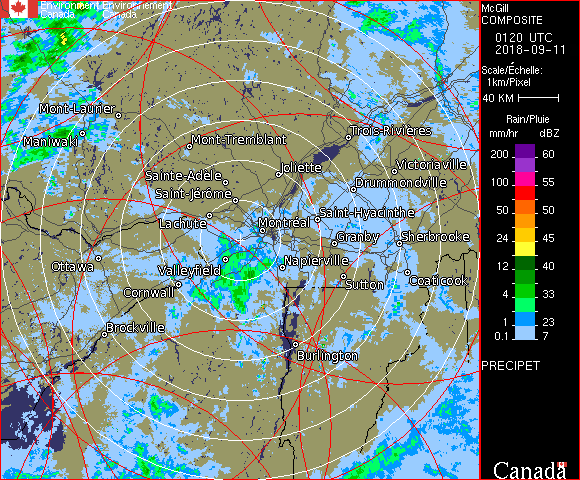 Environment Environnement
Canada Canada
Mont-Laurier
Maniwaki
Mont-Tremblant
Trois-Rivières
Joliette
Victoriaville
Sainte-Adèle
Drummondville
Saint-Jérôme
Saint-Hyacinthe
Lachute
Montréal
Granby
Sherbrooke
Ottawa
Valleyfield
Napierville
Cornwall
Sutton
Coaticook
Brockville
Burlington
McGill
COMPOSITE
0120 UTC
2018-09-11
Scale/Échelle:
1km/Pixel
40 KM
Rain/Pluie
mm/hr dBZ
200 60
100 55
50 50
24 45
12 40
4 33
1 23
0.1 7
PRECIPET
Canada